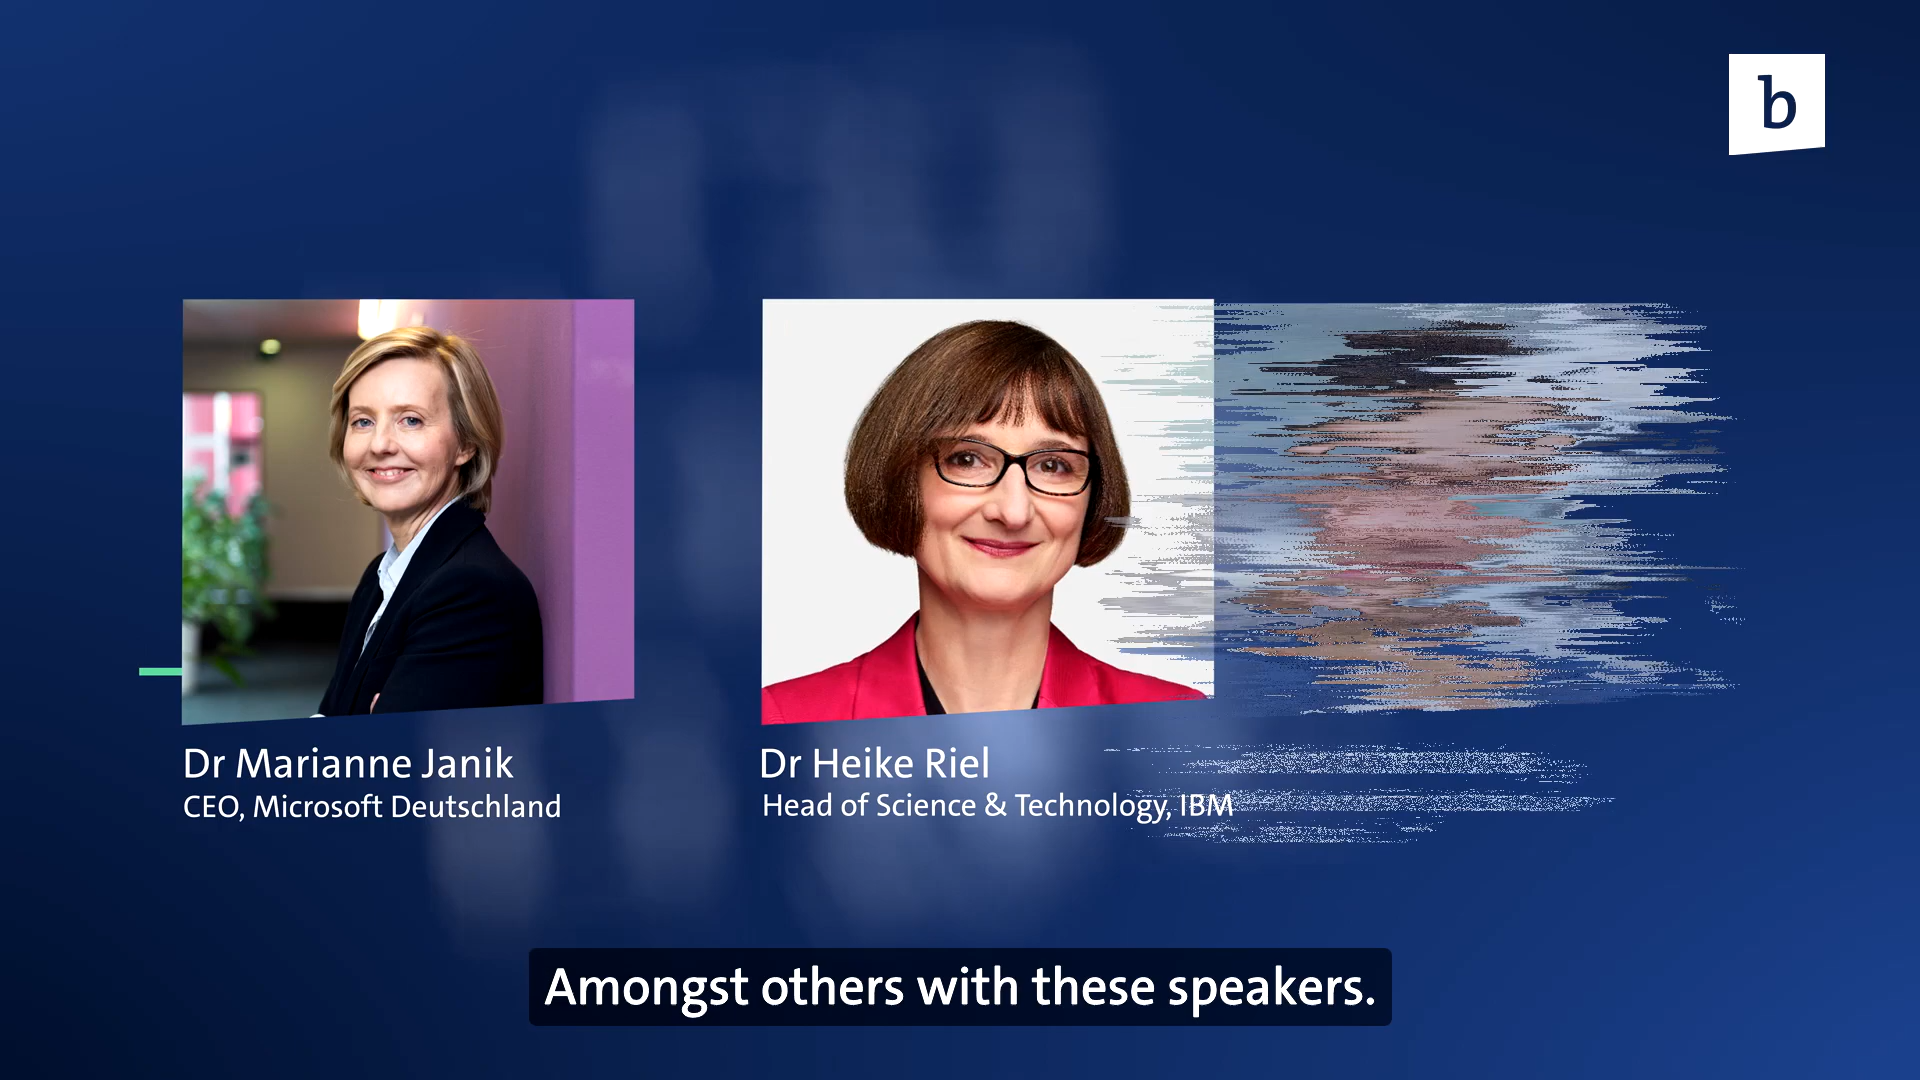 b
Dr Marianne Janik
CEO, Microsoft Deutschland
Dr Heike Riel
Head of Science & Technology, IBM
Amongst others with these speakers.